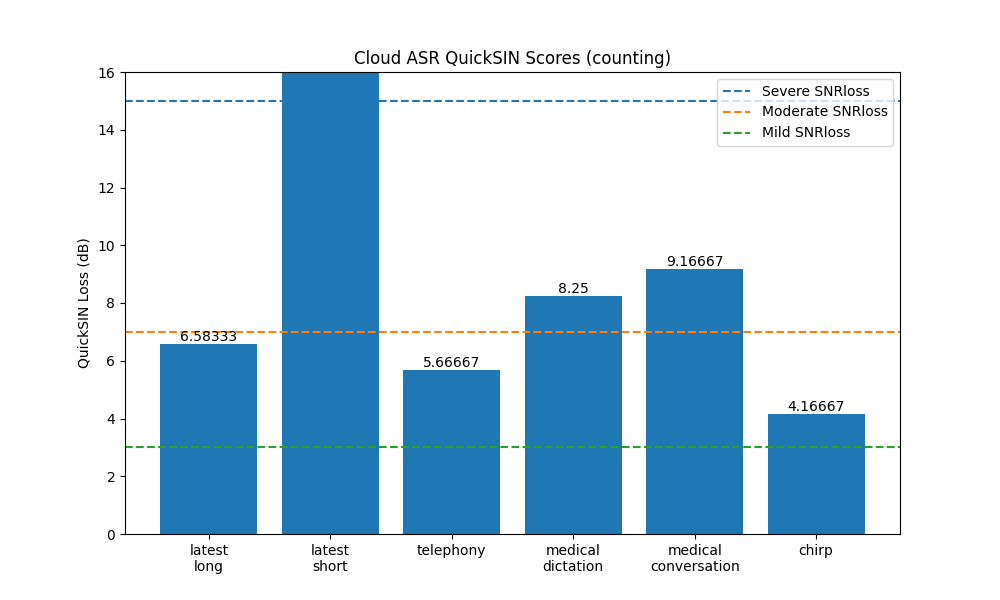 Cloud ASR QuickSIN Scores (counting)
Severe SNRloss
Moderate SNRloss
Mild SNRloss
QuickSIN Loss (dB)
16
14
12
10
8
6
4
2
0
6.58333
5.66667
8.25
9.16667
4.16667
latest
long
latest
short
telephony
medical
dictation
medical
conversation
chirp